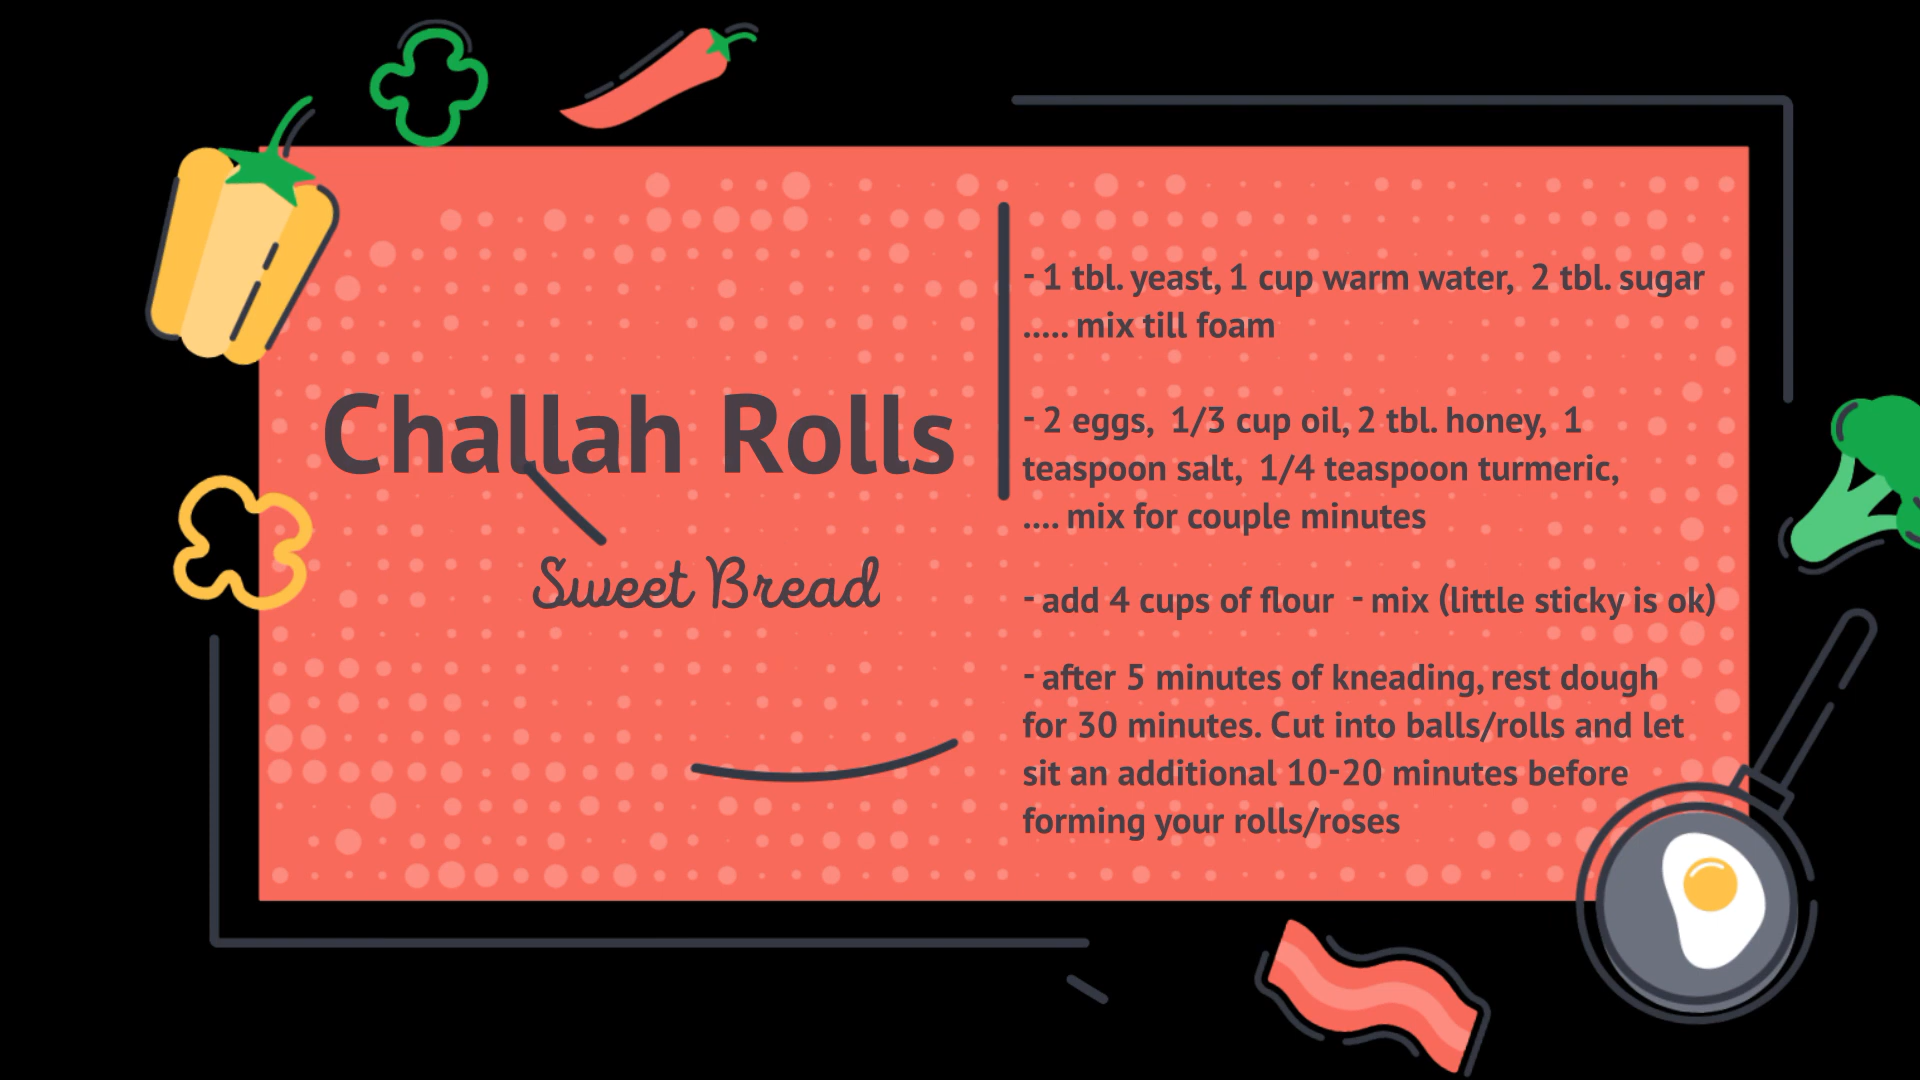 Challah Rolls
Sweet Bread
- 1 tbl. yeast, 1 cup warm water,  2 tbl. sugar
..... mix till foam
- 2 eggs,  1/3 cup oil, 2 tbl. honey,  1
teaspoon salt,  1/4 teaspoon turmeric,
.... mix for couple minutes
- add 4 cups of flour  - mix (little sticky is ok)
- after 5 minutes of kneading, rest dough
for 30 minutes. Cut into balls/rolls and let
sit an additional 10-20 minutes before
forming your rolls/roses